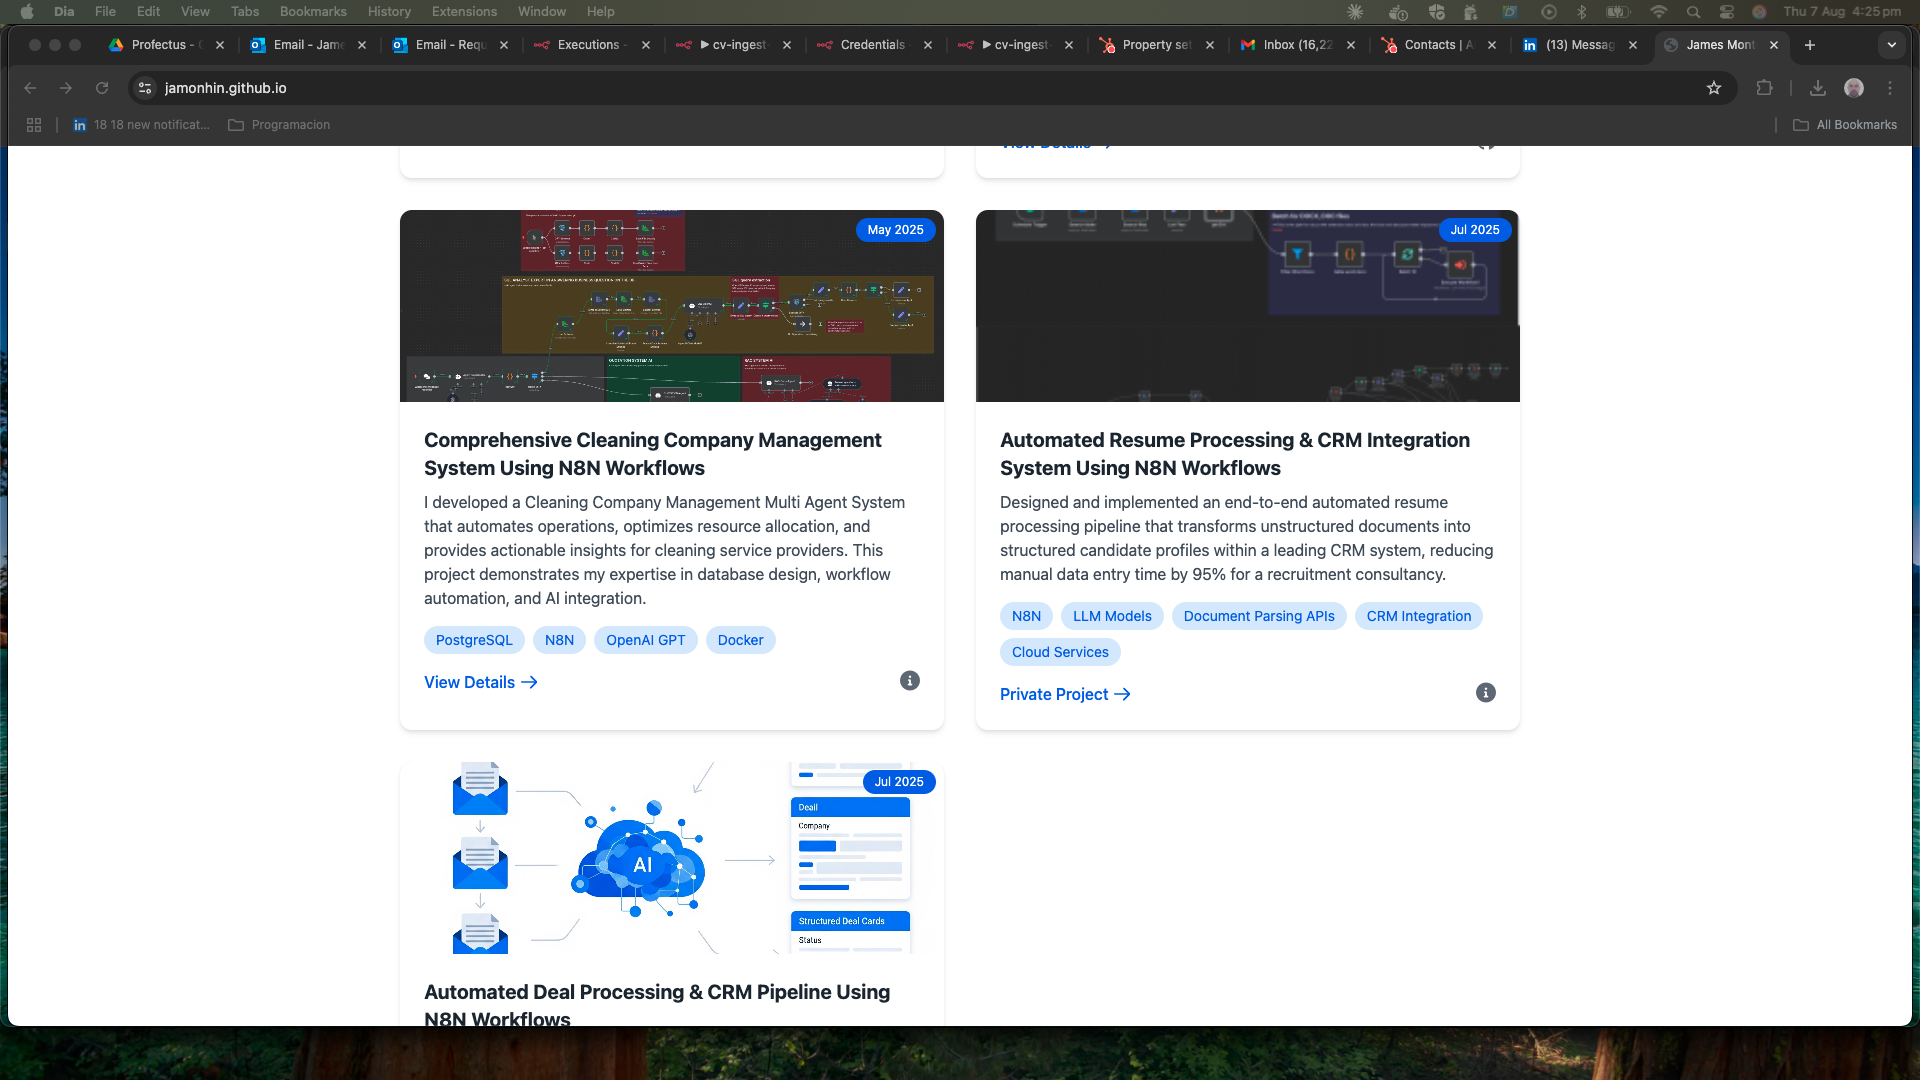 Dia File Edit View Tabs Bookmarks History Extensions Window Help Thu 7 Aug 4:25 pm
Profectus - Email - Jame Email - Requ Executions - cv-ingest Credentials cv-ingest Property set Inbox (16,22 Contacts | A (13) Messag James Mont
jamonhin.github.io
18 18 new notificat... Programacion All Bookmarks
View Details
May 2025
Comprehensive Cleaning Company Management
System Using N8N Workflows
I developed a Cleaning Company Management Multi Agent System
that automates operations, optimizes resource allocation, and
provides actionable insights for cleaning service providers. This
project demonstrates my expertise in database design, workflow
automation, and AI integration.
PostgreSQL N8N OpenAI GPT Docker
View Details →
Jul 2025
Automated Resume Processing & CRM Integration
System Using N8N Workflows
Designed and implemented an end-to-end automated resume
processing pipeline that transforms unstructured documents into
structured candidate profiles within a leading CRM system, reducing
manual data entry time by 95% for a recruitment consultancy.
N8N LLM Models Document Parsing APIs CRM Integration
Cloud Services
Private Project →
Jul 2025
AI
Deail
Company
Structured Deal Cards
Status
Automated Deal Processing & CRM Pipeline Using
N8N Workflows